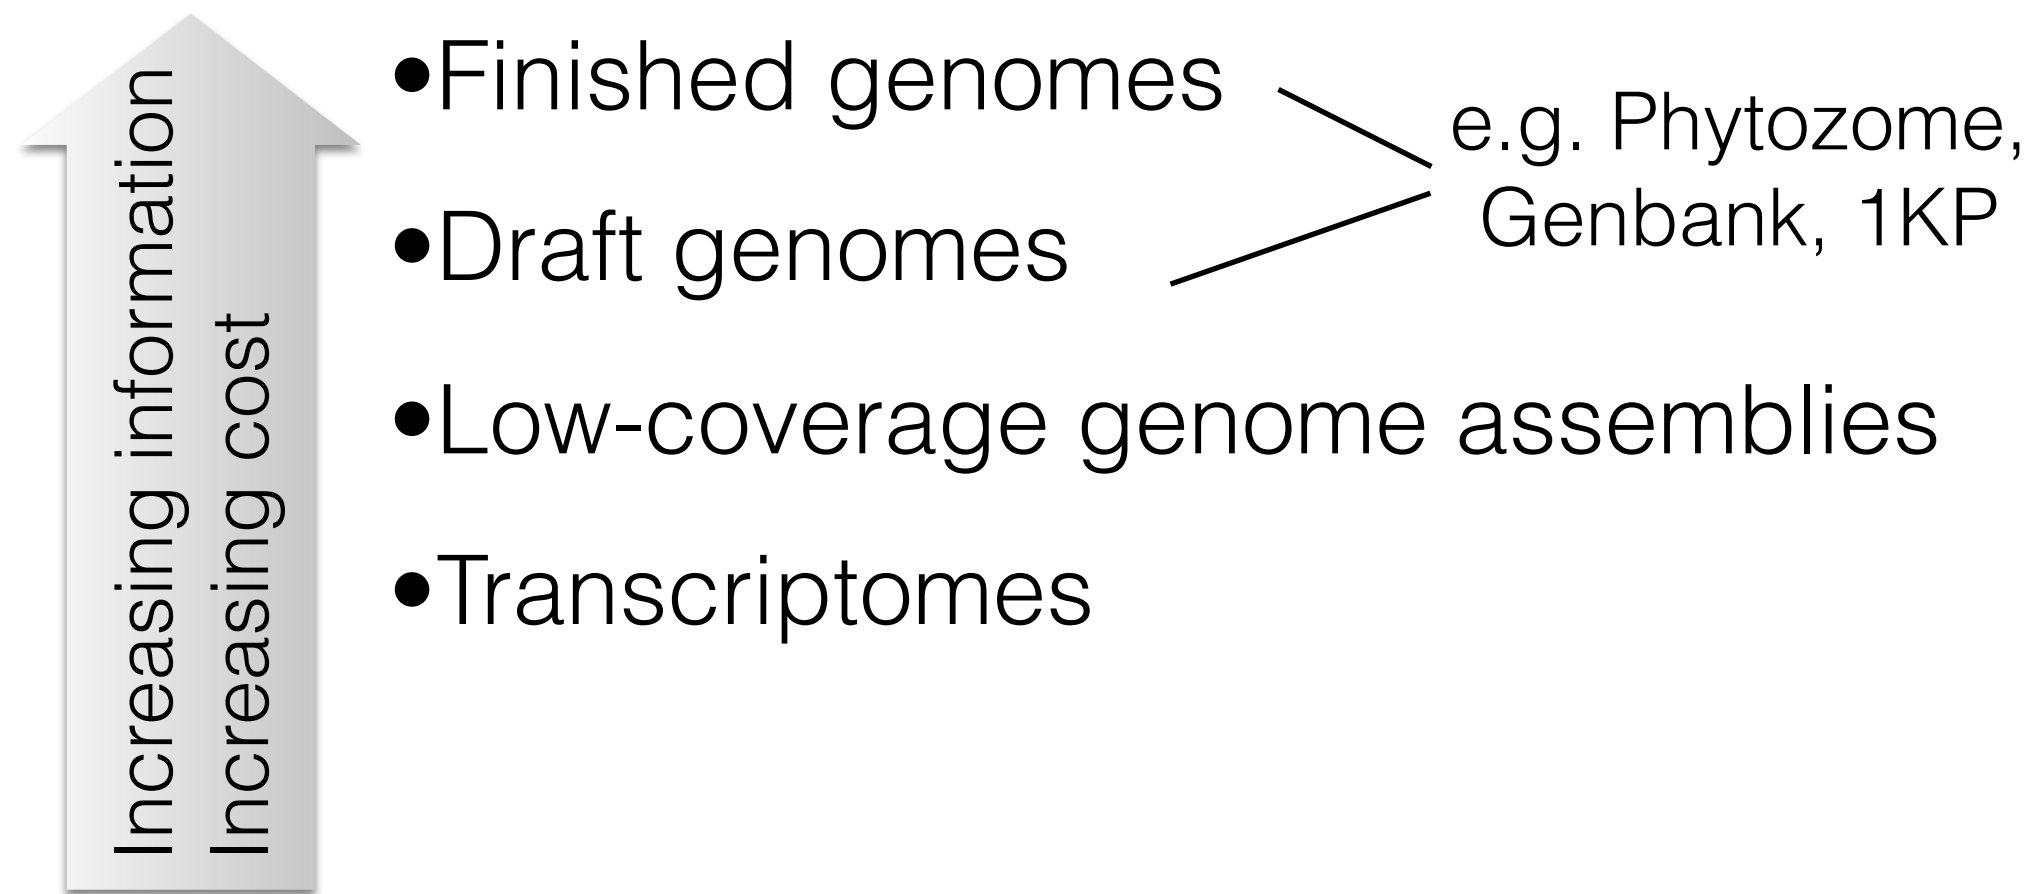 Increasing information
Increasing cost
•Finished genomes
e.g. Phytozome,
Genbank, 1KP
•Draft genomes
•Low-coverage genome assemblies
•Transcriptomes